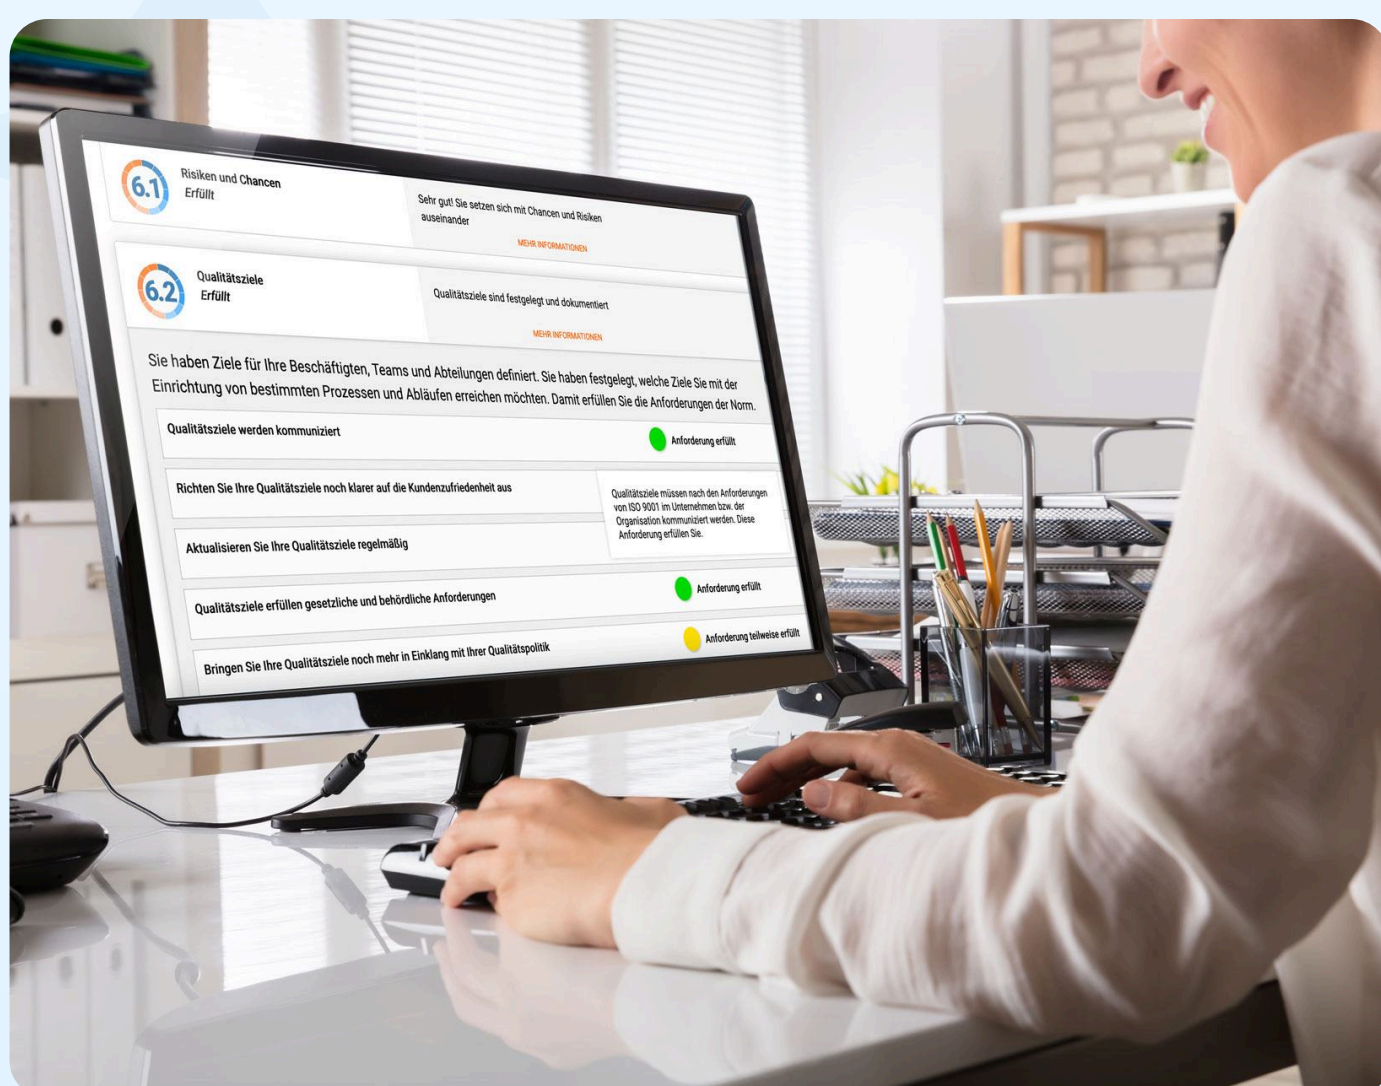 6.1
Risiken und Chancen
Erfüllt
Sehr gut! Sie setzen sich mit Chancen und Risiken
auseinander
MEHR INFORMATIONEN
6.2
Qualitätsziele
Erfüllt
Qualitätsziele sind festgelegt und dokumentiert
MEHR INFORMATIONEN
Sie haben Ziele für Ihre Beschäftigten, Teams und Abteilungen definiert. Sie haben festgelegt, welche Ziele Sie mit der
Einrichtung von bestimmten Prozessen und Abläufen erreichen möchten. Damit erfüllen Sie die Anforderungen der Norm.
Qualitätsziele werden kommuniziert
Anforderung erfüllt
Richten Sie Ihre Qualitätsziele noch klarer auf die Kundenzufriedenheit aus
Qualitätsziele müssen nach den Anforderungen
von ISO 9001 im Unternehmen bzw. der
Organisation kommuniziert werden. Diese
Anforderung erfüllen Sie.
Aktualisieren Sie Ihre Qualitätsziele regelmäßig
Qualitätsziele erfüllen gesetzliche und behördliche Anforderungen
Anforderung erfüllt
Bringen Sie Ihre Qualitätsziele noch mehr in Einklang mit Ihrer Qualitätspolitik
Anforderung teilweise erfüllt